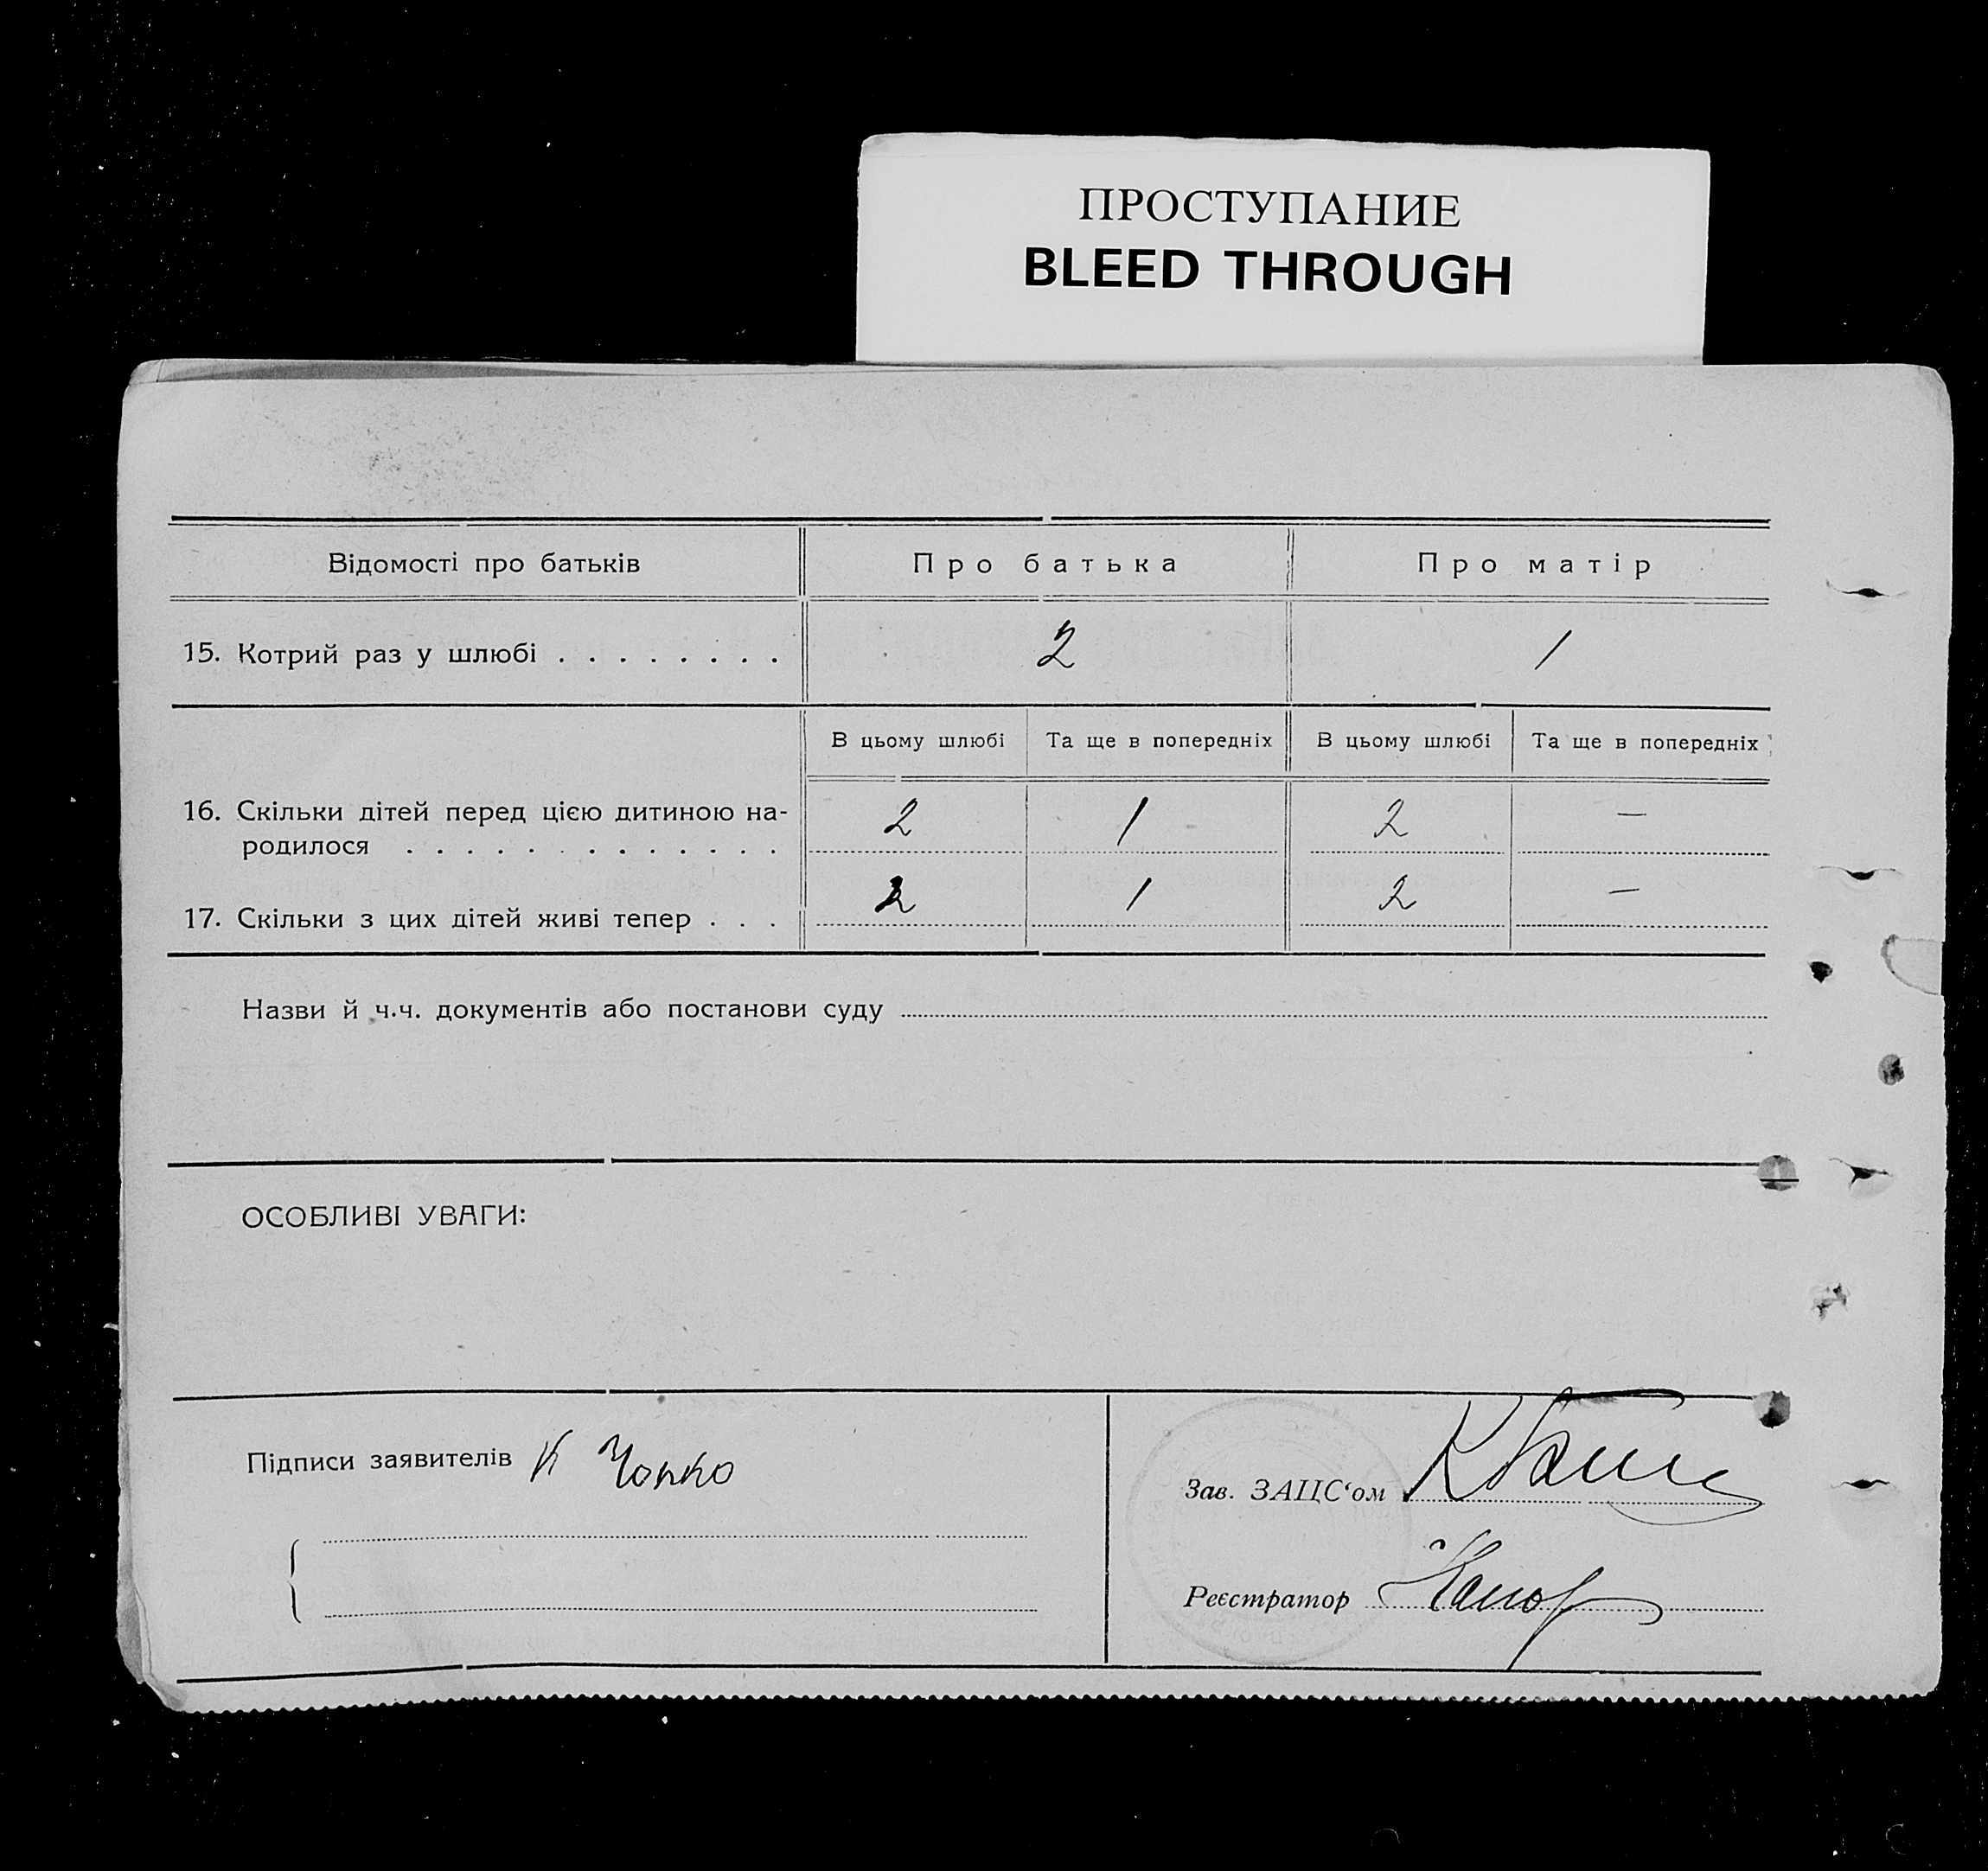 ПРОСТУПАНИЕ
BLEED THROUGH
Відомості про батьків Про батька Про матір
15. Котрий раз у шлюбі . . . . . . . . 2 1
В цьому шлюбі Та ще в попередніх В цьому шлюбі Та ще в попередніх
16. Скільки дітей перед цією дитиною на- 2 1 2 —
родилося . . . . . . . . . . . . .
17. Скільки з цих дітей живі тепер . . . 2 1 2 —
Назви й ч.ч. документів або постанови суду
ОСОБЛИВІ УВАГИ:
Підписи заявителів К Чопко
Зав. ЗАЦС‘ом
Реєстратор